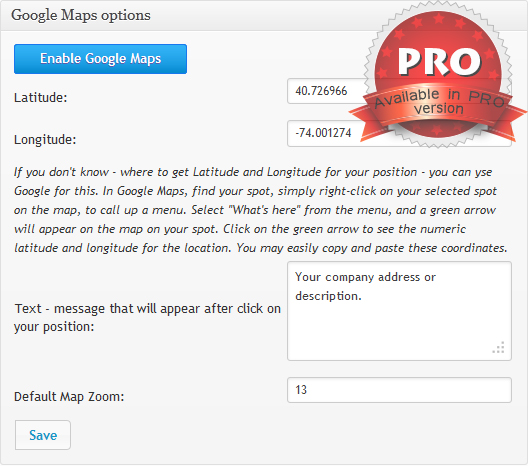 Google Maps options
Enable Google Maps
PRO
Available in PRO
version
Latitude:
40.726966
Longitude:
-74.001274
If you don't know - where to get Latitude and Longitude for your position - you can yse
Google for this. In Google Maps, find your spot, simply right-click on your selected spot
on the map, to call up a menu. Select "What's here" from the menu, and a green arrow
will appear on the map on your spot. Click on the green arrow to see the numeric
latitude and longitude for the location. You may easily copy and paste these coordinates.
Text - message that will appear after click on
your position:
Your company address or
description.
Default Map Zoom:
13
Save